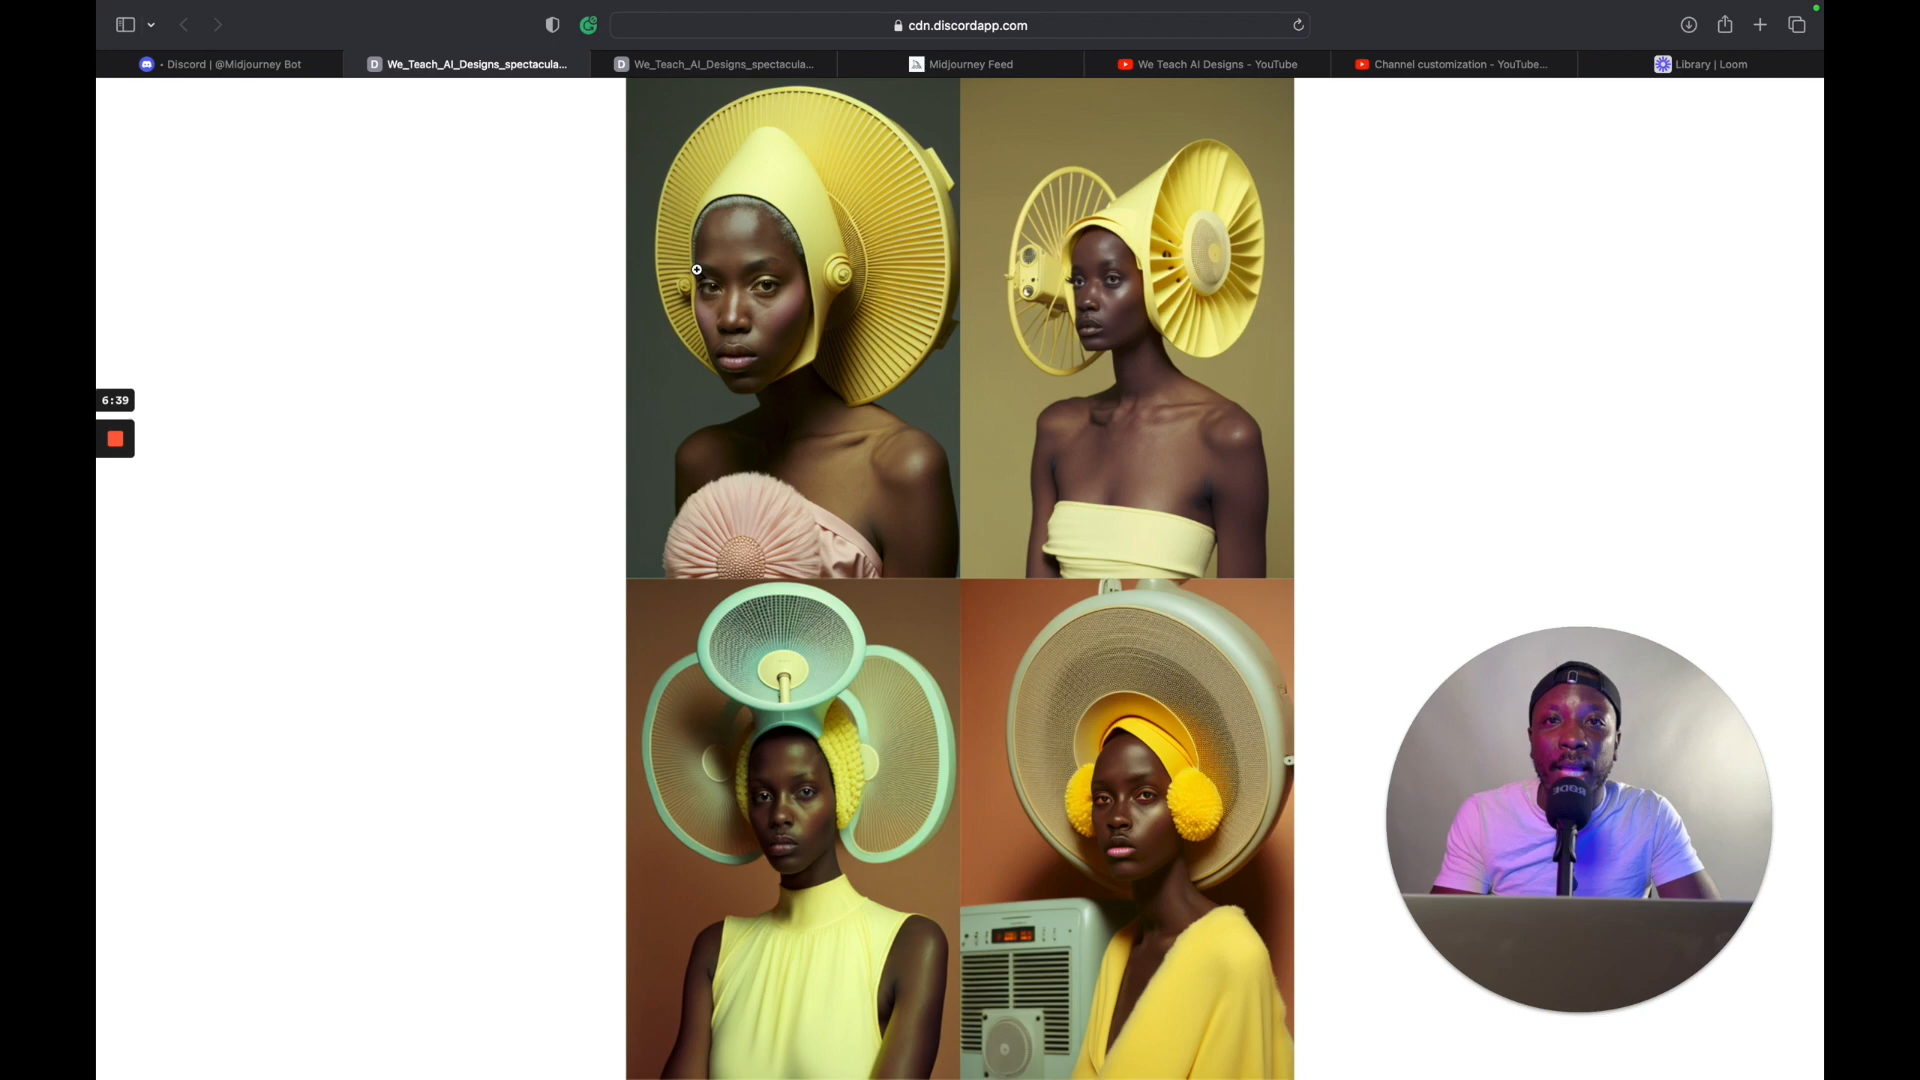 cdn.discordapp.com
- Discord | @Midjourney Bot
We_Teach_AI_Designs_spectacula...
We_Teach_AI_Designs_spectacula...
Midjourney Feed
We Teach AI Designs - YouTube
Channel customization - YouTube...
Library | Loom
6:39
RØDE